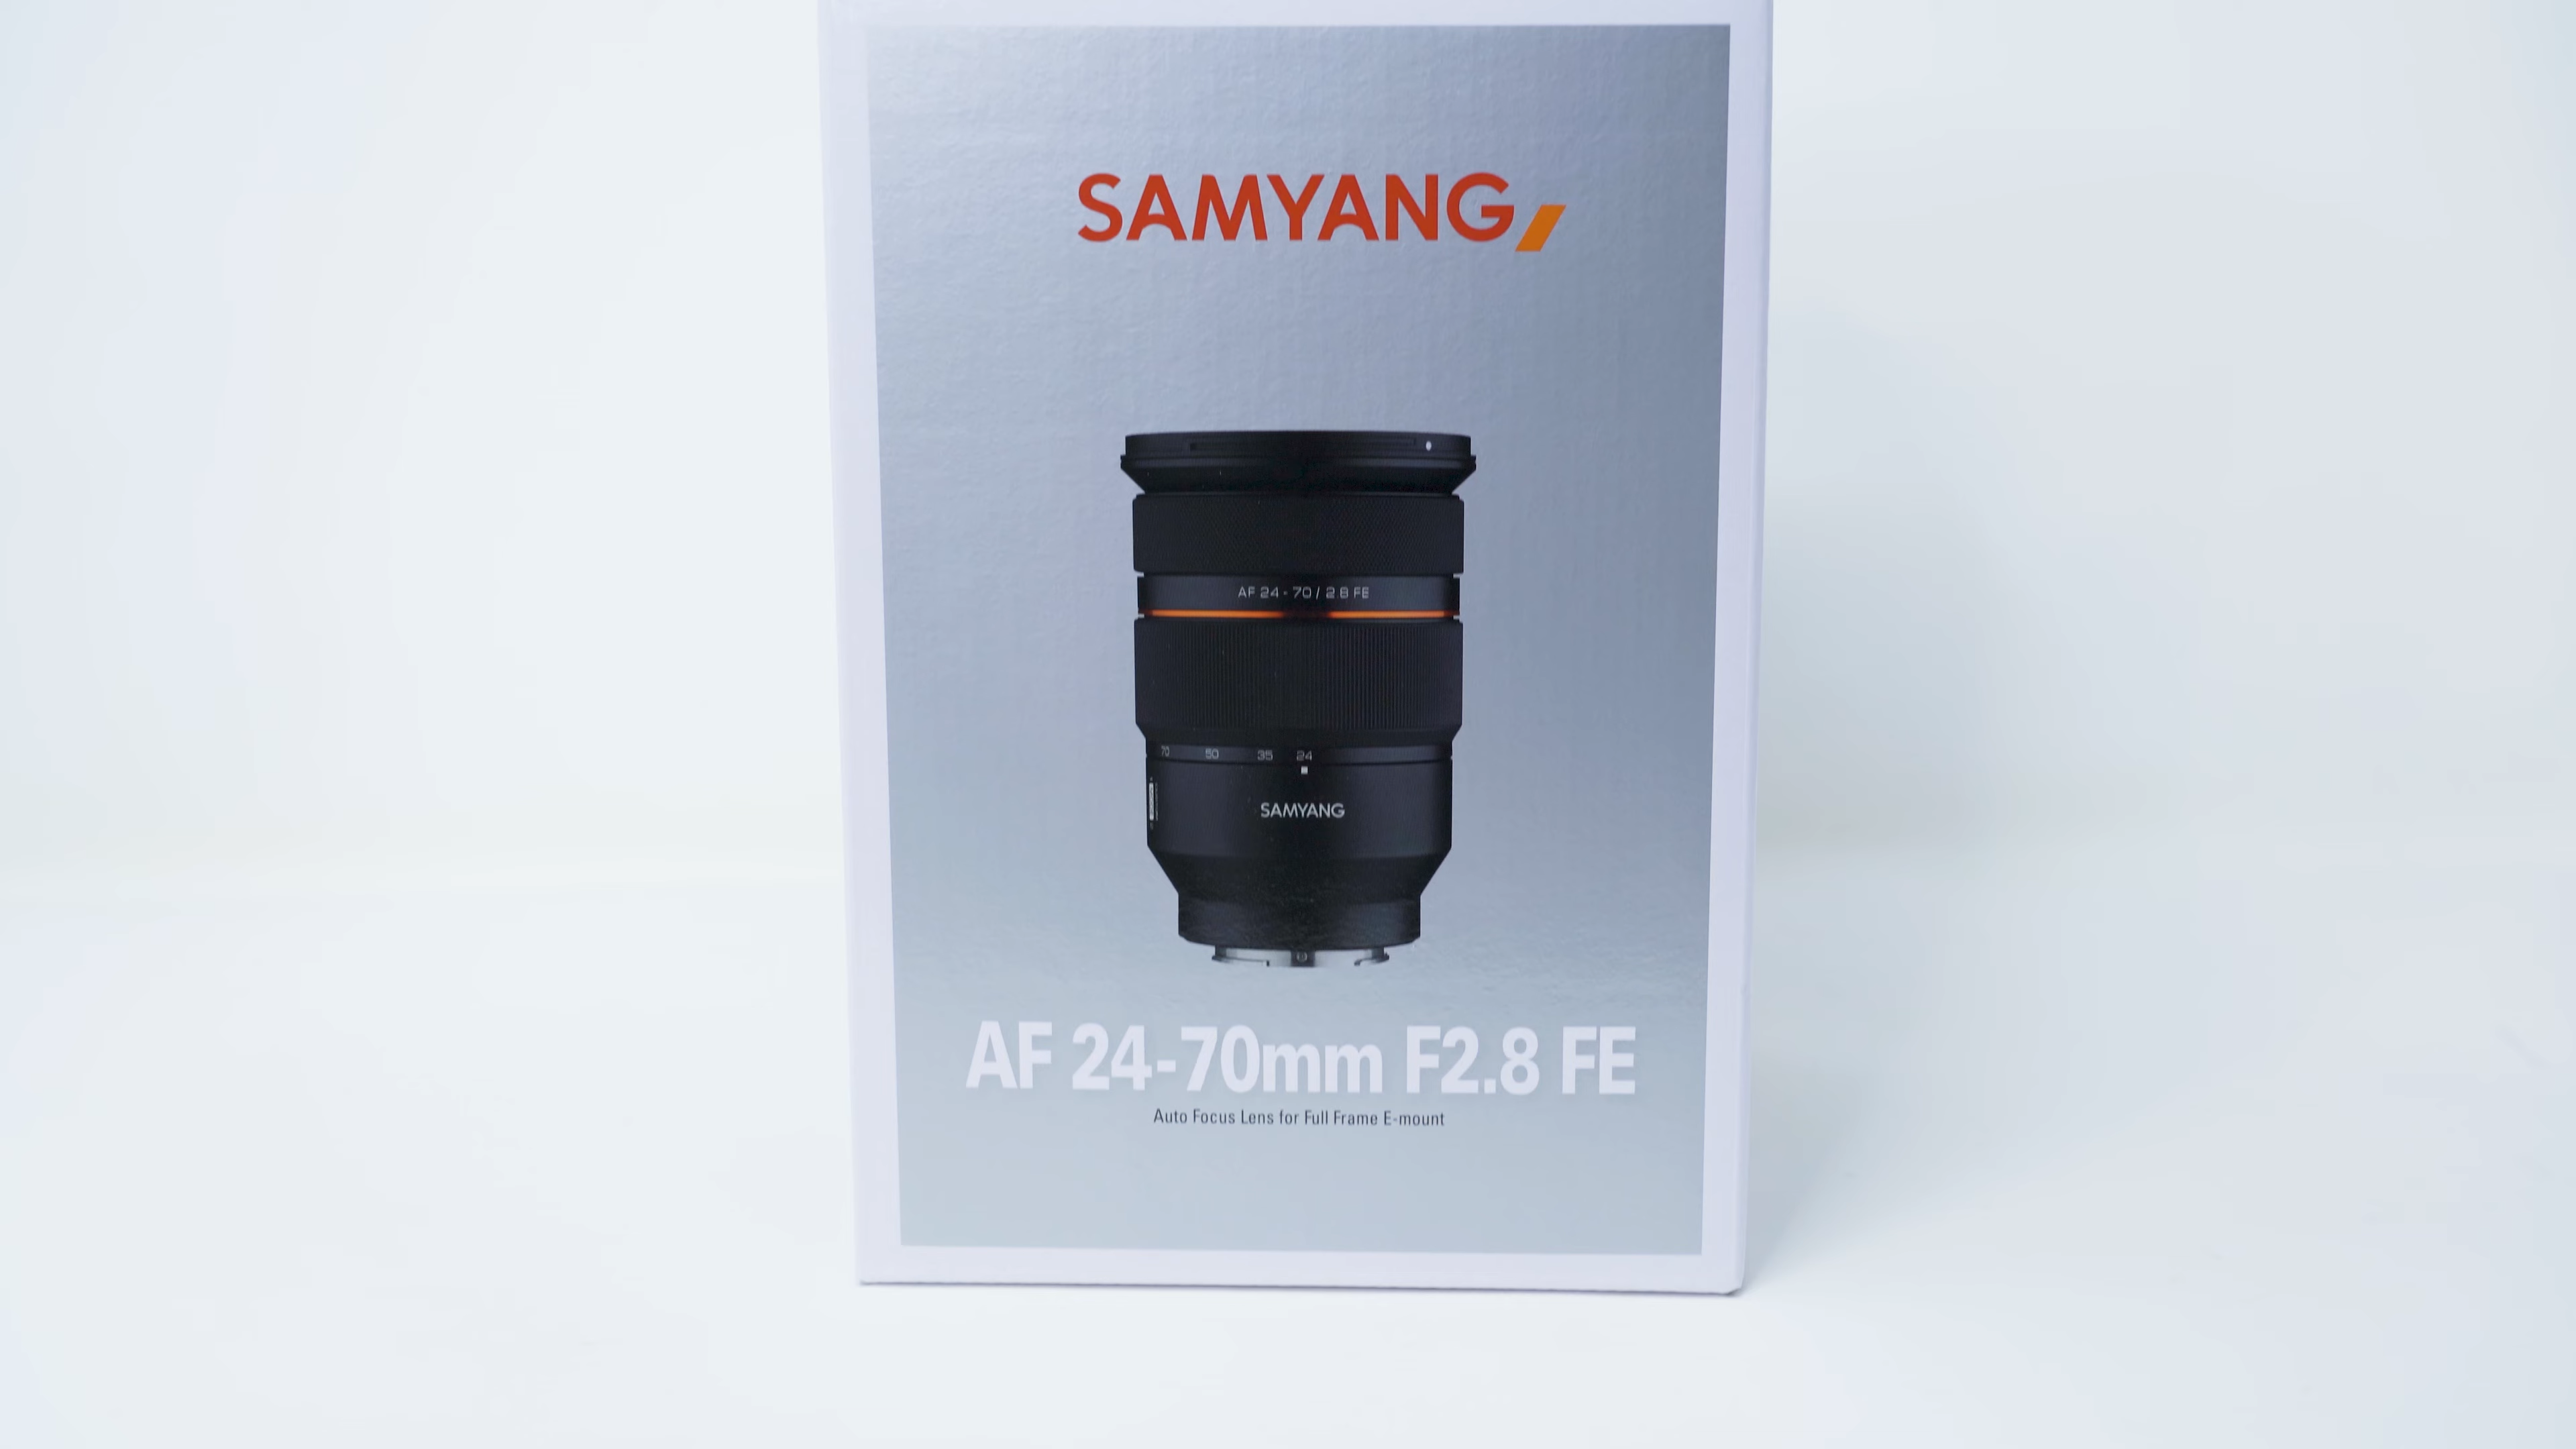 SAMYANG
AF 24-70 / 2.8 FE
70 50 35 24
SAMYANG
AF 24-70mm F2.8 FE
Auto Focus Lens for Full Frame E-mount